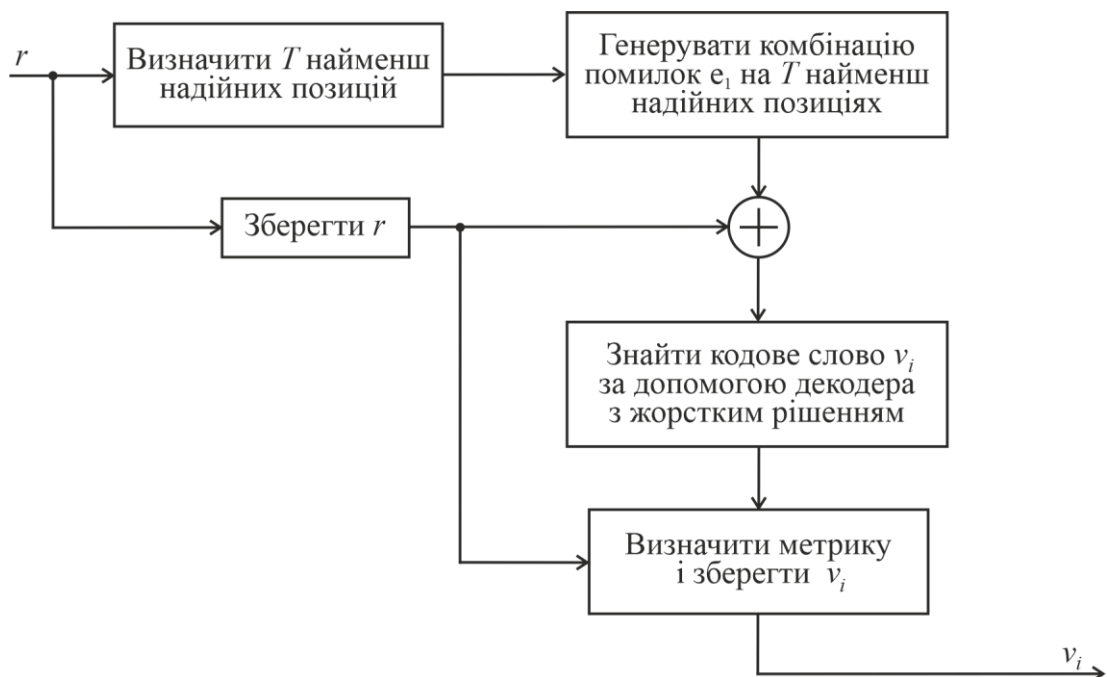 r
Визначити T найменш
надійних позицій
Генерувати комбінацію
помилок e₁ на T найменш
надійних позиціях
Зберегти r
Знайти кодове слово vᵢ
за допомогою декодера
з жорстким рішенням
Визначити метрику
і зберегти vᵢ
vᵢ